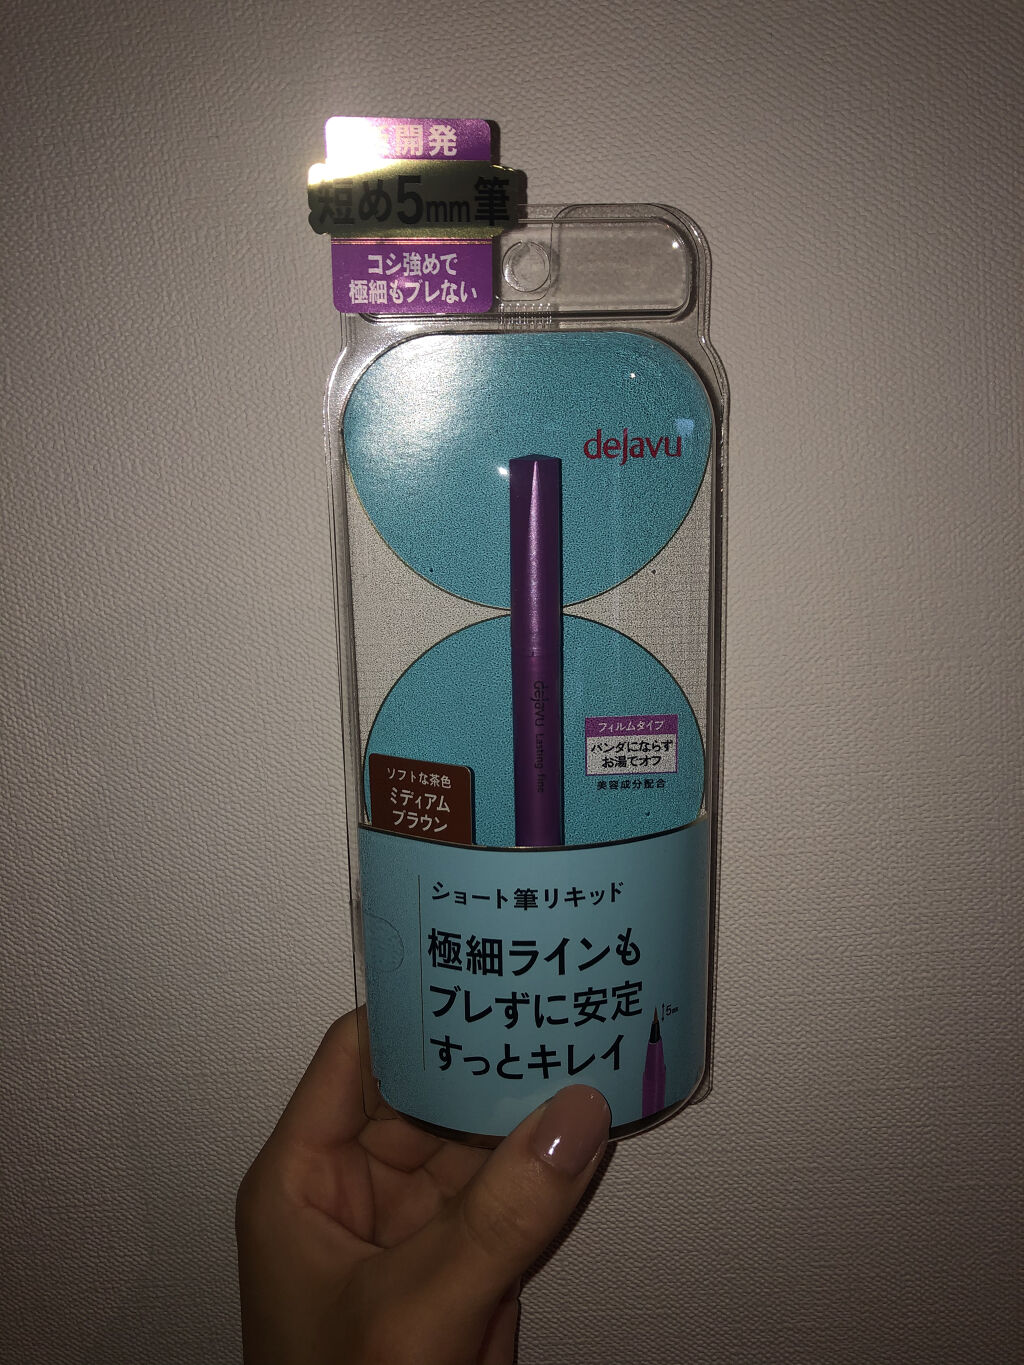 開発
短め5mm筆
コシ強めで
極細もブレない
dejavu
dejavu Lasting fine
フィルムタイプ
パンダにならず
お湯でオフ
美容成分配合
ソフトな茶色
ミディアム
ブラウン
ショート筆リキッド
極細ラインも
ブレずに安定
すっとキレイ
5mm